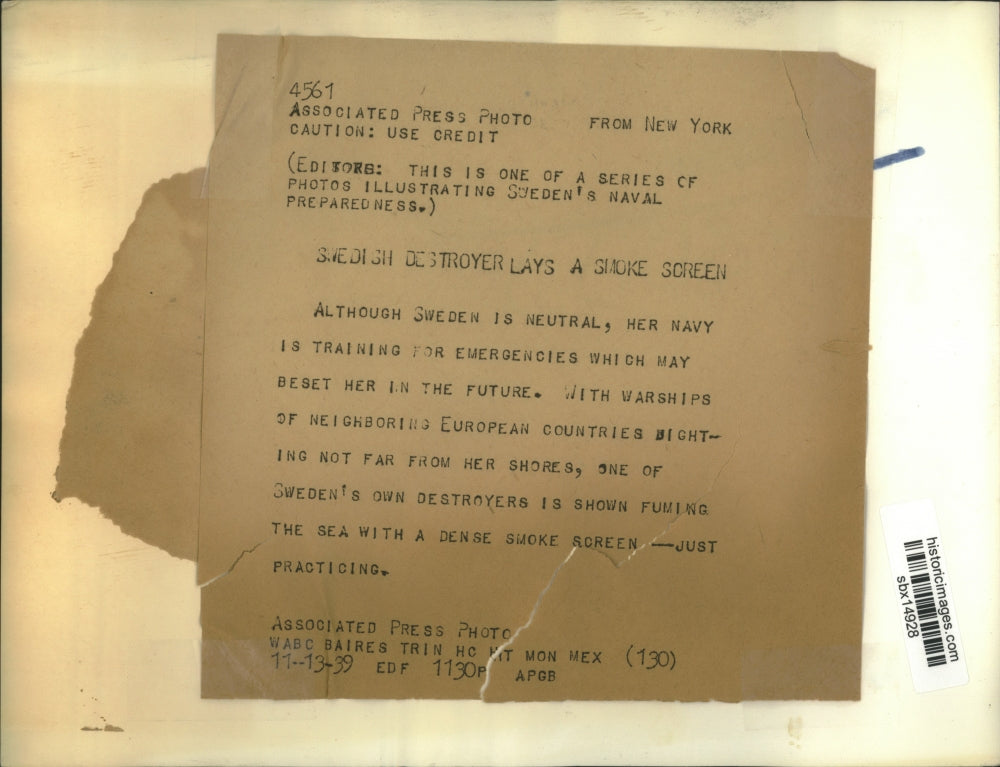 4561
ASSOCIATED PRESS PHOTO FROM NEW YORK
CAUTION: USE CREDIT
(EDITORS: THIS IS ONE OF A SERIES OF
PHOTOS ILLUSTRATING SWEDEN'S NAVAL
PREPAREDNESS.)
SWEDISH DESTROYER LAYS A SMOKE SCREEN
ALTHOUGH SWEDEN IS NEUTRAL, HER NAVY
IS TRAINING FOR EMERGENCIES WHICH MAY
BESET HER IN THE FUTURE. WITH WARSHIPS
OF NEIGHBORING EUROPEAN COUNTRIES BIGHT-
ING NOT FAR FROM HER SHORES, ONE OF
SWEDEN'S OWN DESTROYERS IS SHOWN FUMING
THE SEA WITH A DENSE SMOKE SCREEN —JUST
PRACTICING.
ASSOCIATED PRESS PHOTO
WABC BAIRES TRIN HC HIT MON MEX (130)
11--13-39 EDF 1130P APGB
historicimages.com
sbx14928